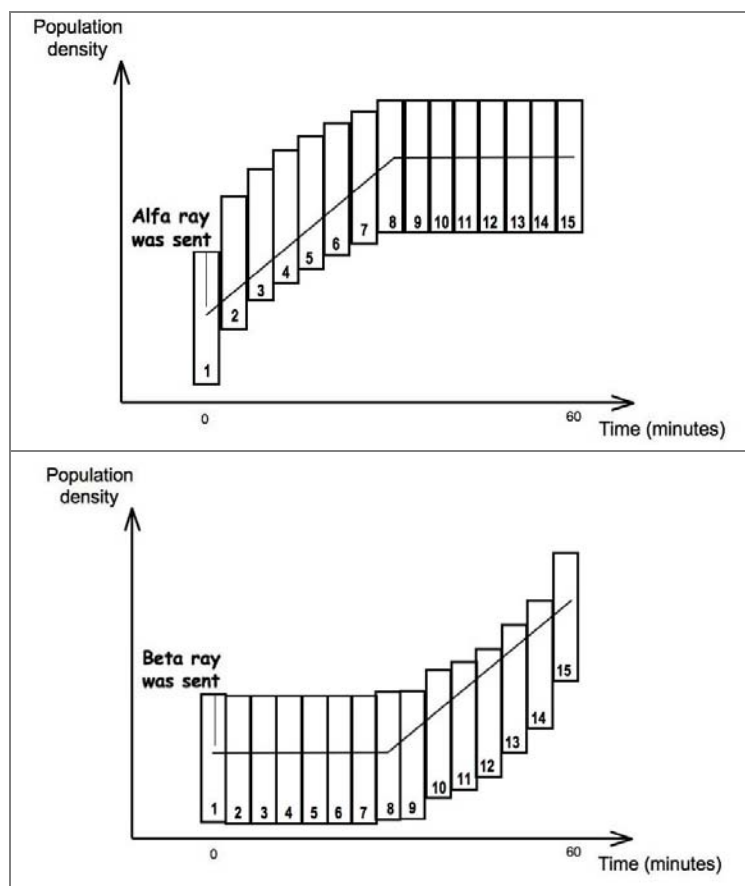 Population
density
Alfa ray
was sent
1 2 3 4 5 6 7 8 9 10 11 12 13 14 15
0 60
Time (minutes)
Population
density
Beta ray
was sent
1 2 3 4 5 6 7 8 9 10 11 12 13 14 15
0 60
Time (minutes)